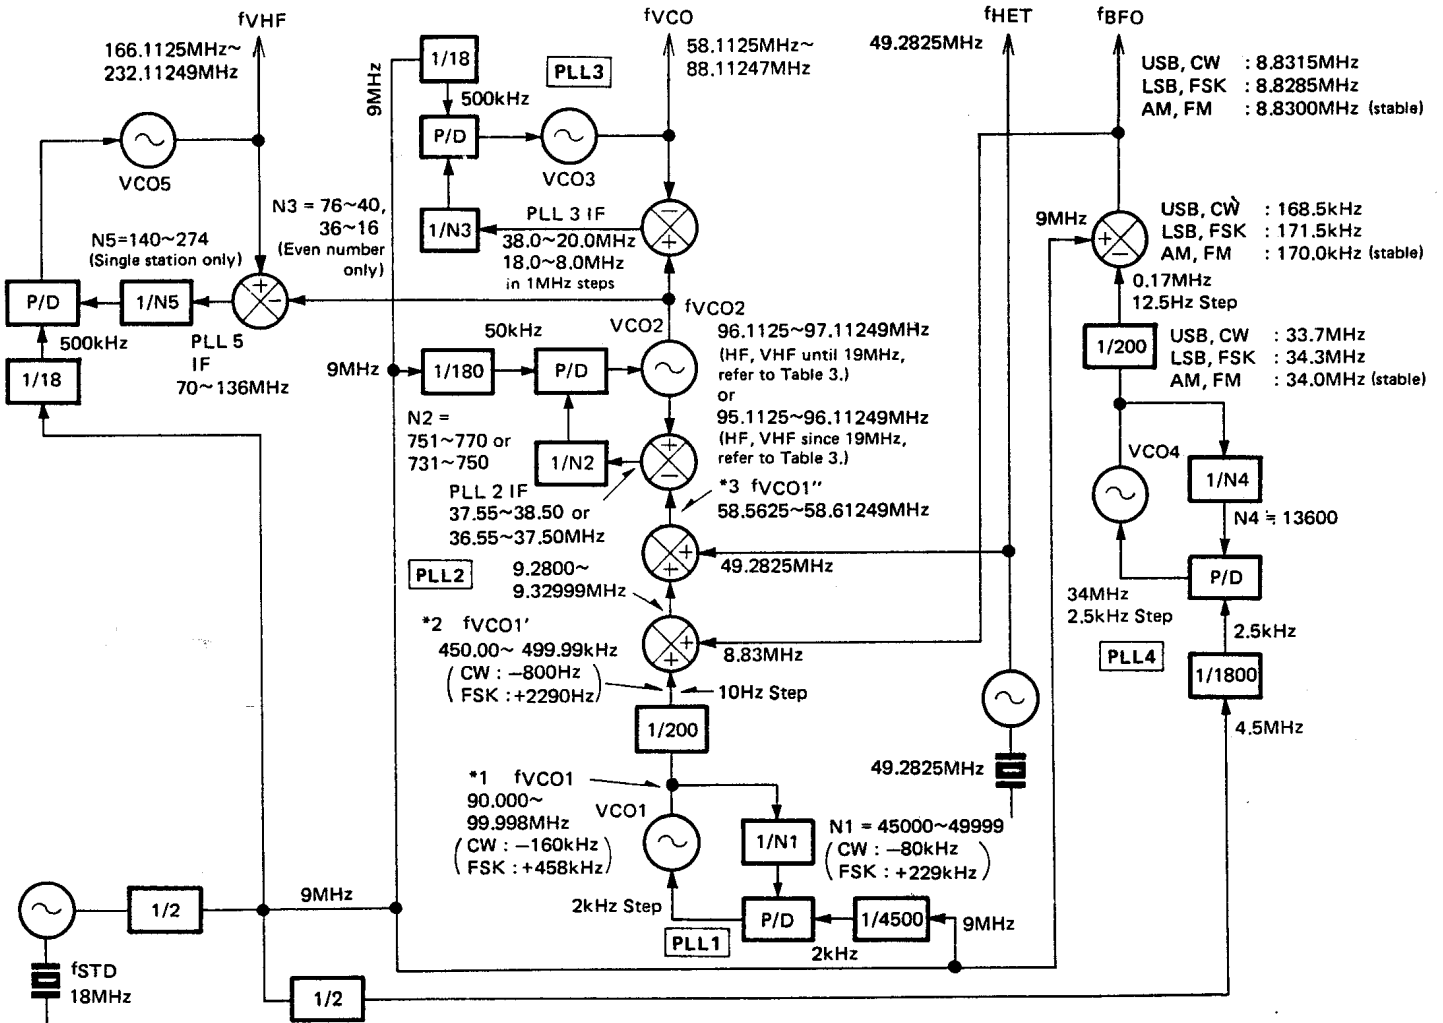 fVHF
166.1125MHz~
232.11249MHz
VCO5
N5=140~274
(Single station only)
P/D
1/N5
500kHz
1/18
PLL 5
IF
70~136MHz
9MHz
1/18
PLL3
500kHz
P/D
VCO3
N3 = 76~40,
36~16
(Even number
only)
1/N3
PLL 3 IF
38.0~20.0MHz
18.0~8.0MHz
in 1MHz steps
fVCO
58.1125MHz~
88.11247MHz
−
+
+
−
fVCO2
VCO2
50kHz
9MHz
1/180
P/D
96.1125~97.11249MHz
(HF, VHF until 19MHz,
refer to Table 3.)
or
95.1125~96.11249MHz
(HF, VHF since 19MHz,
refer to Table 3.)
N2 =
751~770 or
731~750
1/N2
+
−
PLL 2 IF
37.55~38.50 or
36.55~37.50MHz
*3 fVCO1''
58.5625~58.61249MHz
PLL2
+
+
49.2825MHz
9.2800~
9.32999MHz
*2 fVCO1'
450.00~ 499.99kHz
(CW : −800Hz)
(FSK : +2290Hz)
+
+
8.83MHz
10Hz Step
1/200
*1 fVCO1
90.000~
99.998MHz
(CW : −160kHz)
(FSK : +458kHz)
VCO1
1/N1
N1 = 45000~49999
(CW : −80kHz)
(FSK : +229kHz)
2kHz Step
PLL1
P/D
2kHz
1/4500
9MHz
fHET
49.2825MHz
49.2825MHz
fBFO
USB, CW : 8.8315MHz
LSB, FSK : 8.8285MHz
AM, FM : 8.8300MHz (stable)
9MHz
+
−
USB, CW : 168.5kHz
LSB, FSK : 171.5kHz
AM, FM : 170.0kHz (stable)
0.17MHz
12.5Hz Step
1/200
USB, CW : 33.7MHz
LSB, FSK : 34.3MHz
AM, FM : 34.0MHz (stable)
VCO4
1/N4
N4 ≒ 13600
P/D
34MHz
2.5kHz Step
2.5kHz
PLL4
1/1800
4.5MHz
1/2
9MHz
fSTD
18MHz
1/2